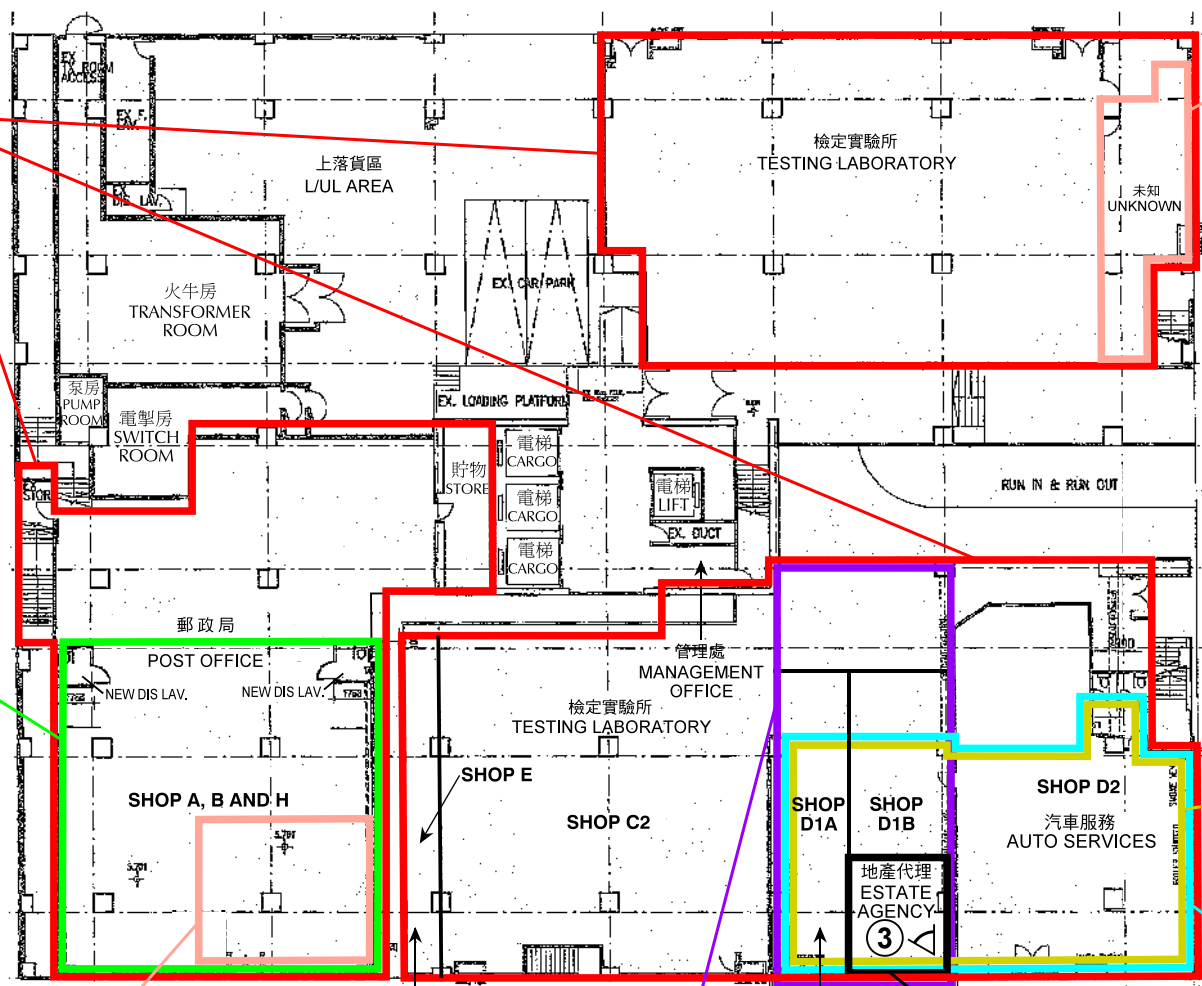 EX
TX. ROOM
ACCESS
EX. F.
LAV.
EX
DIS LAV.
上落貨區
L/UL AREA
檢定實驗所
TESTING LABORATORY
未知
UNKNOWN
火牛房
TRANSFORMER
ROOM
EX. CAR PARK
泵房
PUMP
ROOM
電掣房
SWITCH
ROOM
EX. LOADING PLATFORM
貯物
STORE
電梯
CARGO
電梯
CARGO
電梯
CARGO
電梯
LIFT
EX. DUCT
RUN IN & RUN OUT
EX
STOR
郵政局
POST OFFICE
NEW DIS LAV.
NEW DIS LAV.
管理處
MANAGEMENT
OFFICE
檢定實驗所
TESTING LABORATORY
SHOP E
SHOP C2
SHOP A, B AND H
5.791
5.701
SHOP
D1A
SHOP
D1B
SHOP D2
汽車服務
AUTO SERVICES
地產代理
ESTATE
AGENCY
3